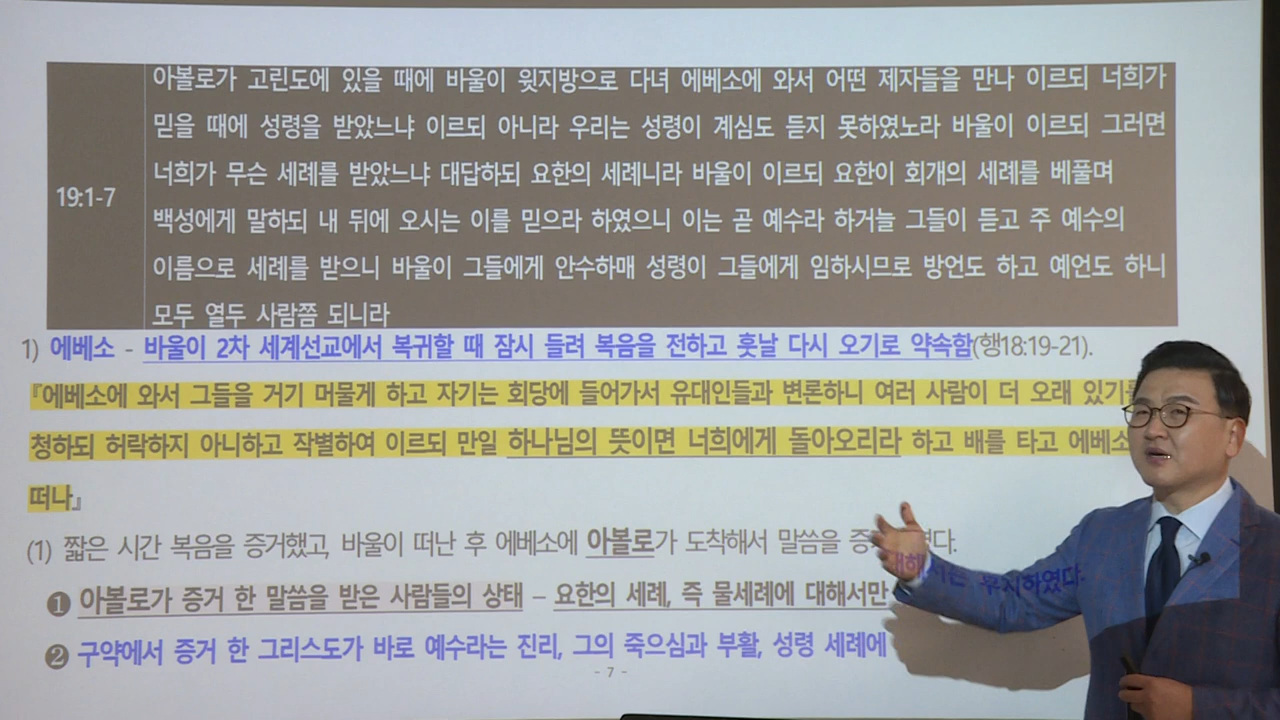 아볼로가 고린도에 있을 때에 바울이 윗지방으로 다녀 에베소에 와서 어떤 제자들을 만나 이르되 너희가
믿을 때에 성령을 받았느냐 이르되 아니라 우리는 성령이 계심도 듣지 못하였노라 바울이 이르되 그러면
19:1-7
너희가 무슨 세례를 받았느냐 대답하되 요한의 세례니라 바울이 이르되 요한이 회개의 세례를 베풀며
백성에게 말하되 내 뒤에 오시는 이를 믿으라 하였으니 이는 곧 예수라 하거늘 그들이 듣고 주 예수의
이름으로 세례를 받으니 바울이 그들에게 안수하매 성령이 그들에게 임하시므로 방언도 하고 예언도 하니
모두 열두 사람쯤 되니라
1) 에베소 - 바울이 2차 세계선교에서 복귀할 때 잠시 들려 복음을 전하고 훗날 다시 오기로 약속함(행18:19-21).
『에베소에 와서 그들을 거기 머물게 하고 자기는 회당에 들어가서 유대인들과 변론하니 여러 사람이 더 오래 있기를
청하되 허락하지 아니하고 작별하여 이르되 만일 하나님의 뜻이면 너희에게 돌아오리라 하고 배를 타고
떠나』
(1) 짧은 시간 복음을 증거했고, 바울이 떠난 후 에베소에 아볼로가 도착해서 말씀을
❶ 아볼로가 증거 한 말씀을 받은 사람들의 상태 – 요한의 세례, 즉 물세례에 대해서만
❷ 구약에서 증거 한 그리스도가 바로 예수라는 진리, 그의 죽으심과 부활, 성령 세례에 대해서는 무시하였다.
- 7 -